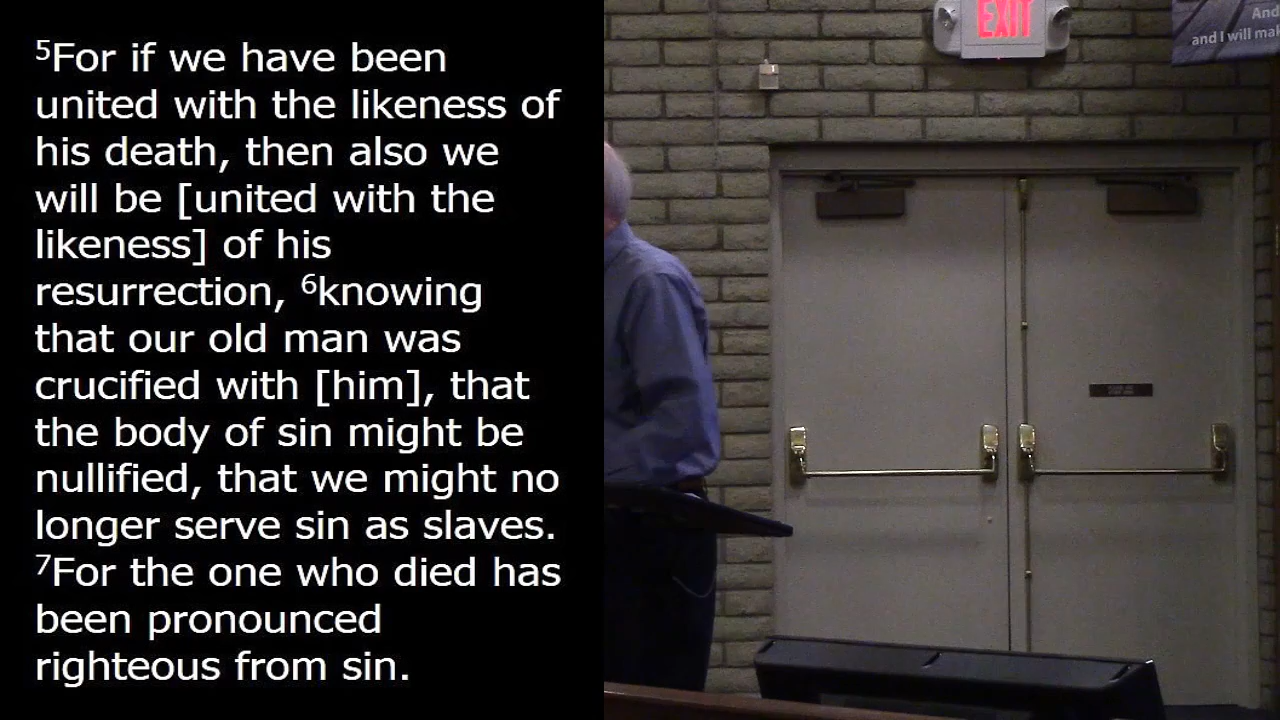 ⁵For if we have been
united with the likeness of
his death, then also we
will be [united with the
likeness] of his
resurrection, ⁶knowing
that our old man was
crucified with [him], that
the body of sin might be
nullified, that we might no
longer serve sin as slaves.
⁷For the one who died has
been pronounced
righteous from sin.
EXIT
And
and I will mak